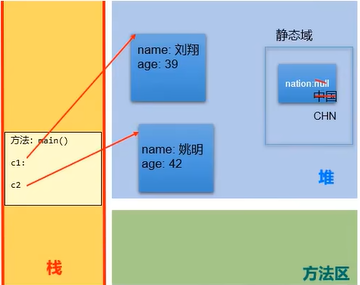 方法: main()
c1:
c2
栈
name: 刘翔
age: 39
name: 姚明
age: 42
静态域
nation:null
中国
CHN
堆
方法区